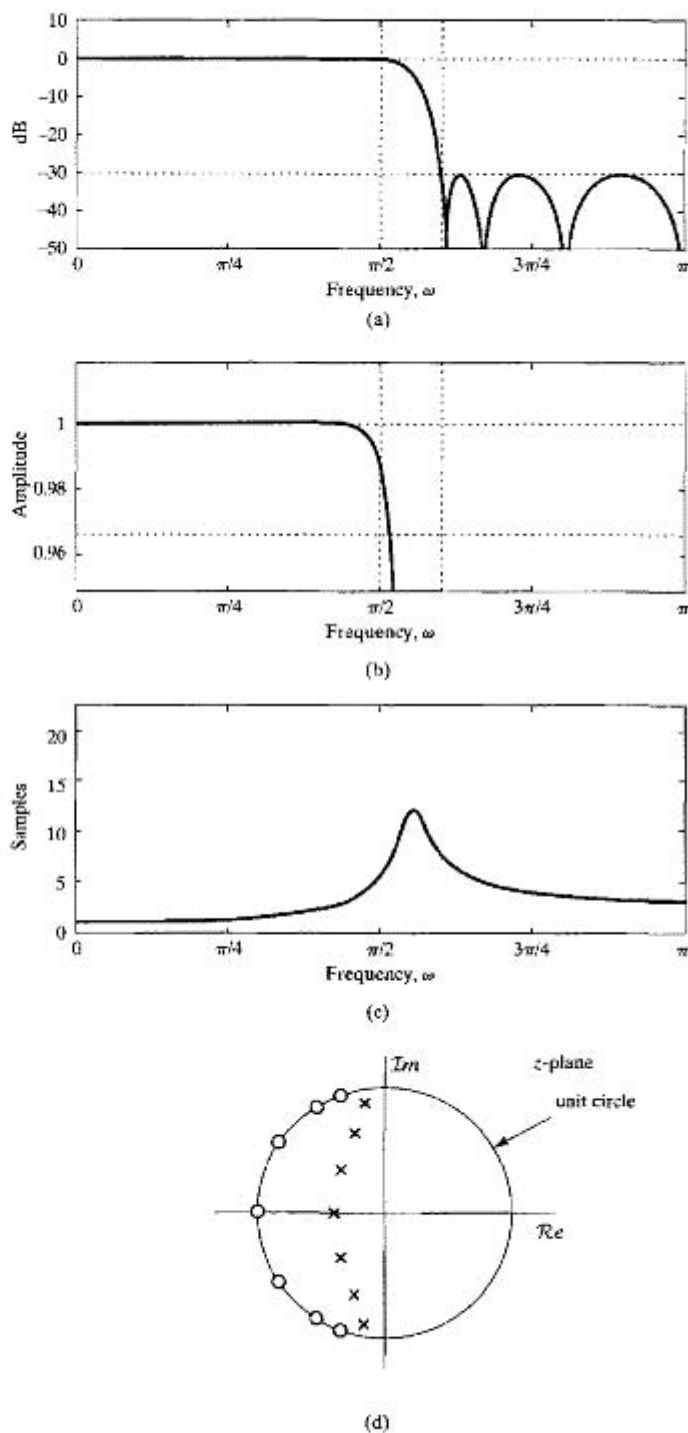 10
0
–10
–20
–30
–40
–50
dB
0 π/4 π/2 3π/4 π
Frequency, ω
(a)
1
0.98
0.96
Amplitude
0 π/4 π/2 3π/4 π
Frequency, ω
(b)
20
15
10
5
0
Samples
0 π/4 π/2 3π/4 π
Frequency, ω
(c)
Im
z-plane
unit circle
Re
(d)